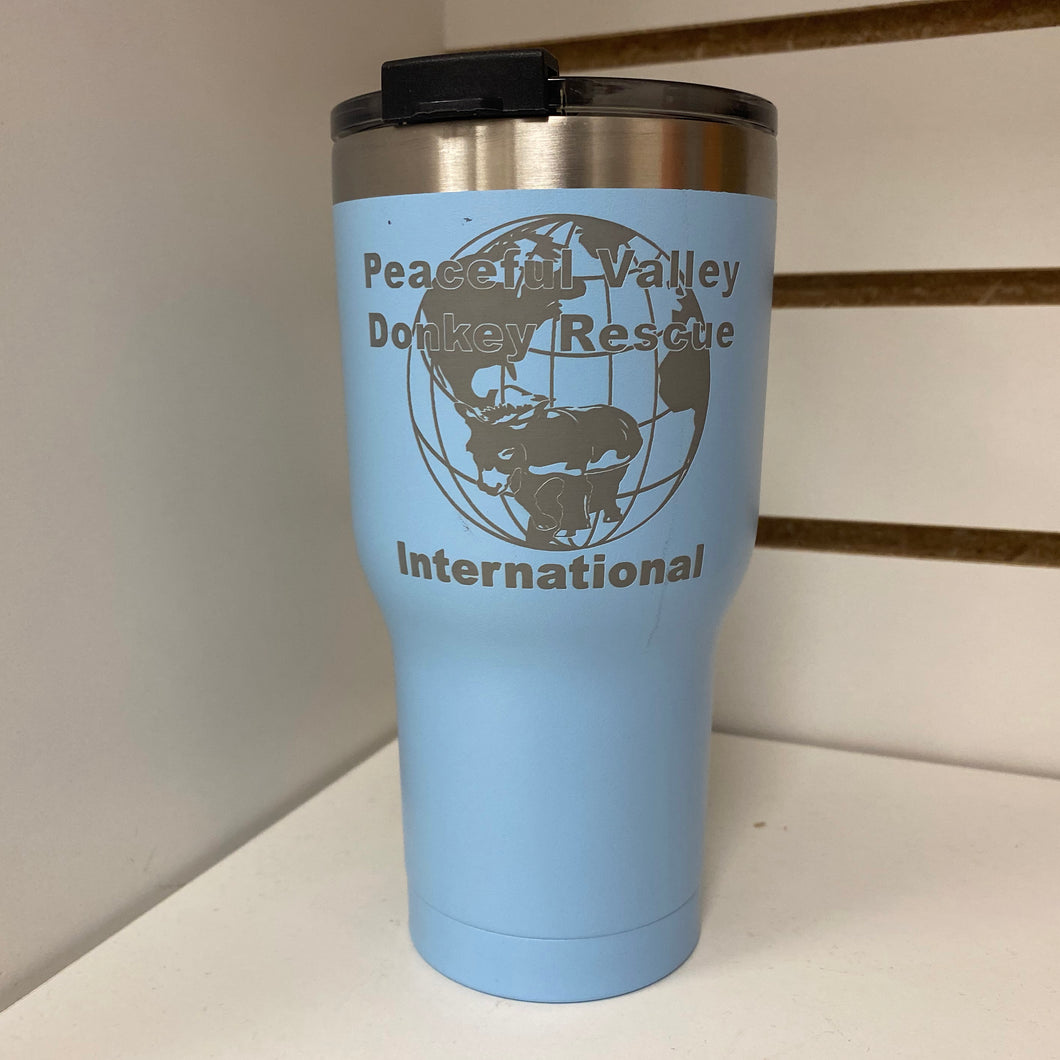 Peaceful Valley
Donkey Rescue
International